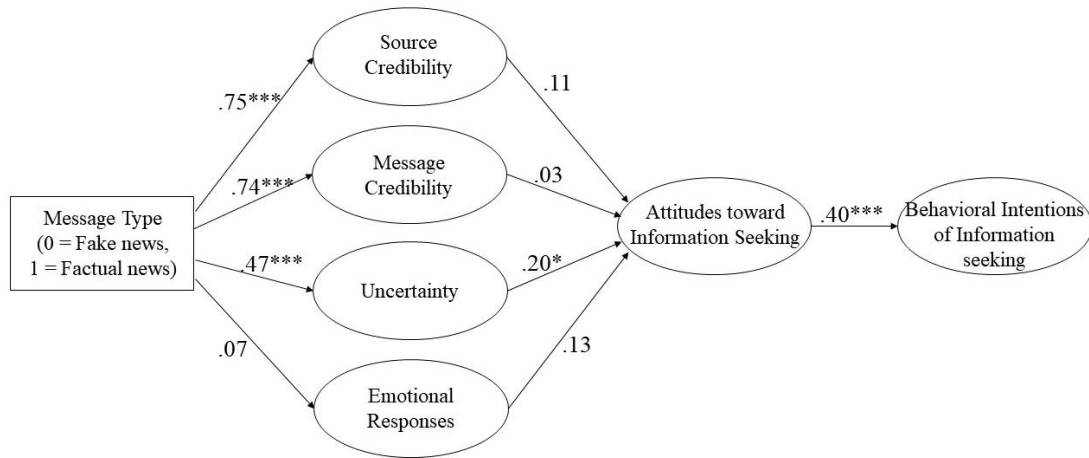 Source
Credibility
.75***
.11
Message
Credibility
.74***
.03
Message Type
(0 = Fake news,
1 = Factual news)
Attitudes toward
Information Seeking
.40***
Behavioral Intentions
of Information
seeking
.47***
Uncertainty
.20*
.07
.13
Emotional
Responses